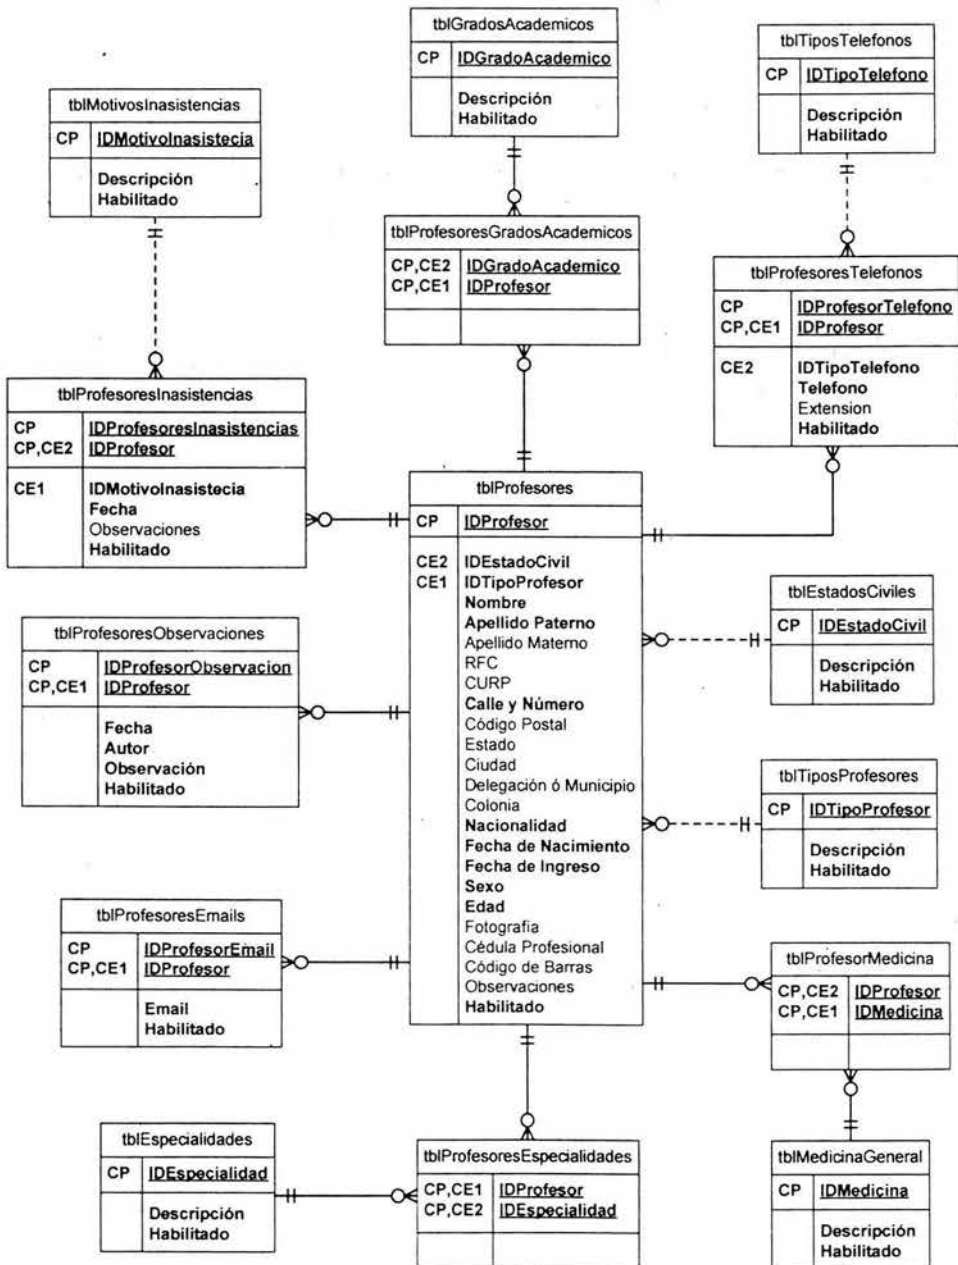 tblGradosAcademicos
CP IDGradoAcademico
Descripción
Habilitado
tblTiposTelefonos
CP IDTipoTelefono
Descripción
Habilitado
tblMotivosInasistencias
CP IDMotivoInasistecia
Descripción
Habilitado
tblProfesoresGradosAcademicos
CP,CE2 IDGradoAcademico
CP,CE1 IDProfesor
tblProfesoresTelefonos
CP IDProfesorTelefono
CP,CE1 IDProfesor
CE2 IDTipoTelefono
Telefono
Extension
Habilitado
tblProfesoresInasistencias
CP IDProfesoresInasistencias
CP,CE2 IDProfesor
CE1 IDMotivoInasistecia
Fecha
Observaciones
Habilitado
tblProfesores
CP IDProfesor
CE2 IDEstadoCivil
CE1 IDTipoProfesor
Nombre
Apellido Paterno
Apellido Materno
RFC
CURP
Calle y Número
Código Postal
Estado
Ciudad
Delegación ó Municipio
Colonia
Nacionalidad
Fecha de Nacimiento
Fecha de Ingreso
Sexo
Edad
Fotografia
Cédula Profesional
Código de Barras
Observaciones
Habilitado
tblEstadosCiviles
CP IDEstadoCivil
Descripción
Habilitado
tblProfesoresObservaciones
CP IDProfesorObservacion
CP,CE1 IDProfesor
Fecha
Autor
Observación
Habilitado
tblTiposProfesores
CP IDTipoProfesor
Descripción
Habilitado
tblProfesoresEmails
CP IDProfesorEmail
CP,CE1 IDProfesor
Email
Habilitado
tblProfesorMedicina
CP,CE2 IDProfesor
CP,CE1 IDMedicina
tblEspecialidades
CP IDEspecialidad
Descripción
Habilitado
tblProfesoresEspecialidades
CP,CE1 IDProfesor
CP,CE2 IDEspecialidad
tblMedicinaGeneral
CP IDMedicina
Descripción
Habilitado